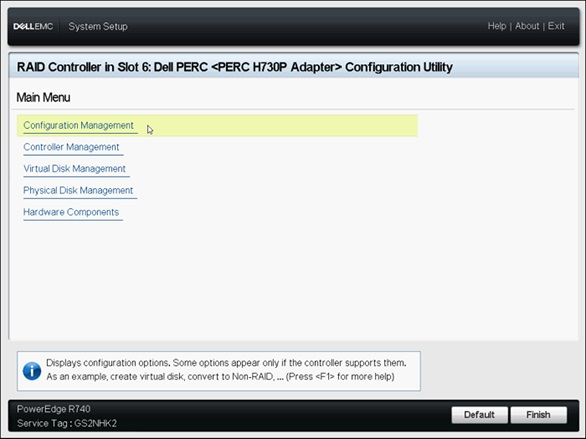 DELLEMC System Setup Help | About | Exit
RAID Controller in Slot 6: Dell PERC <PERC H730P Adapter> Configuration Utility
Main Menu
Configuration Management
Controller Management
Virtual Disk Management
Physical Disk Management
Hardware Components
Displays configuration options. Some options appear only if the controller supports them.
As an example, create virtual disk, convert to Non-RAID, ... (Press <F1> for more help)
PowerEdge R740
Service Tag : GS2NHK2
Default Finish